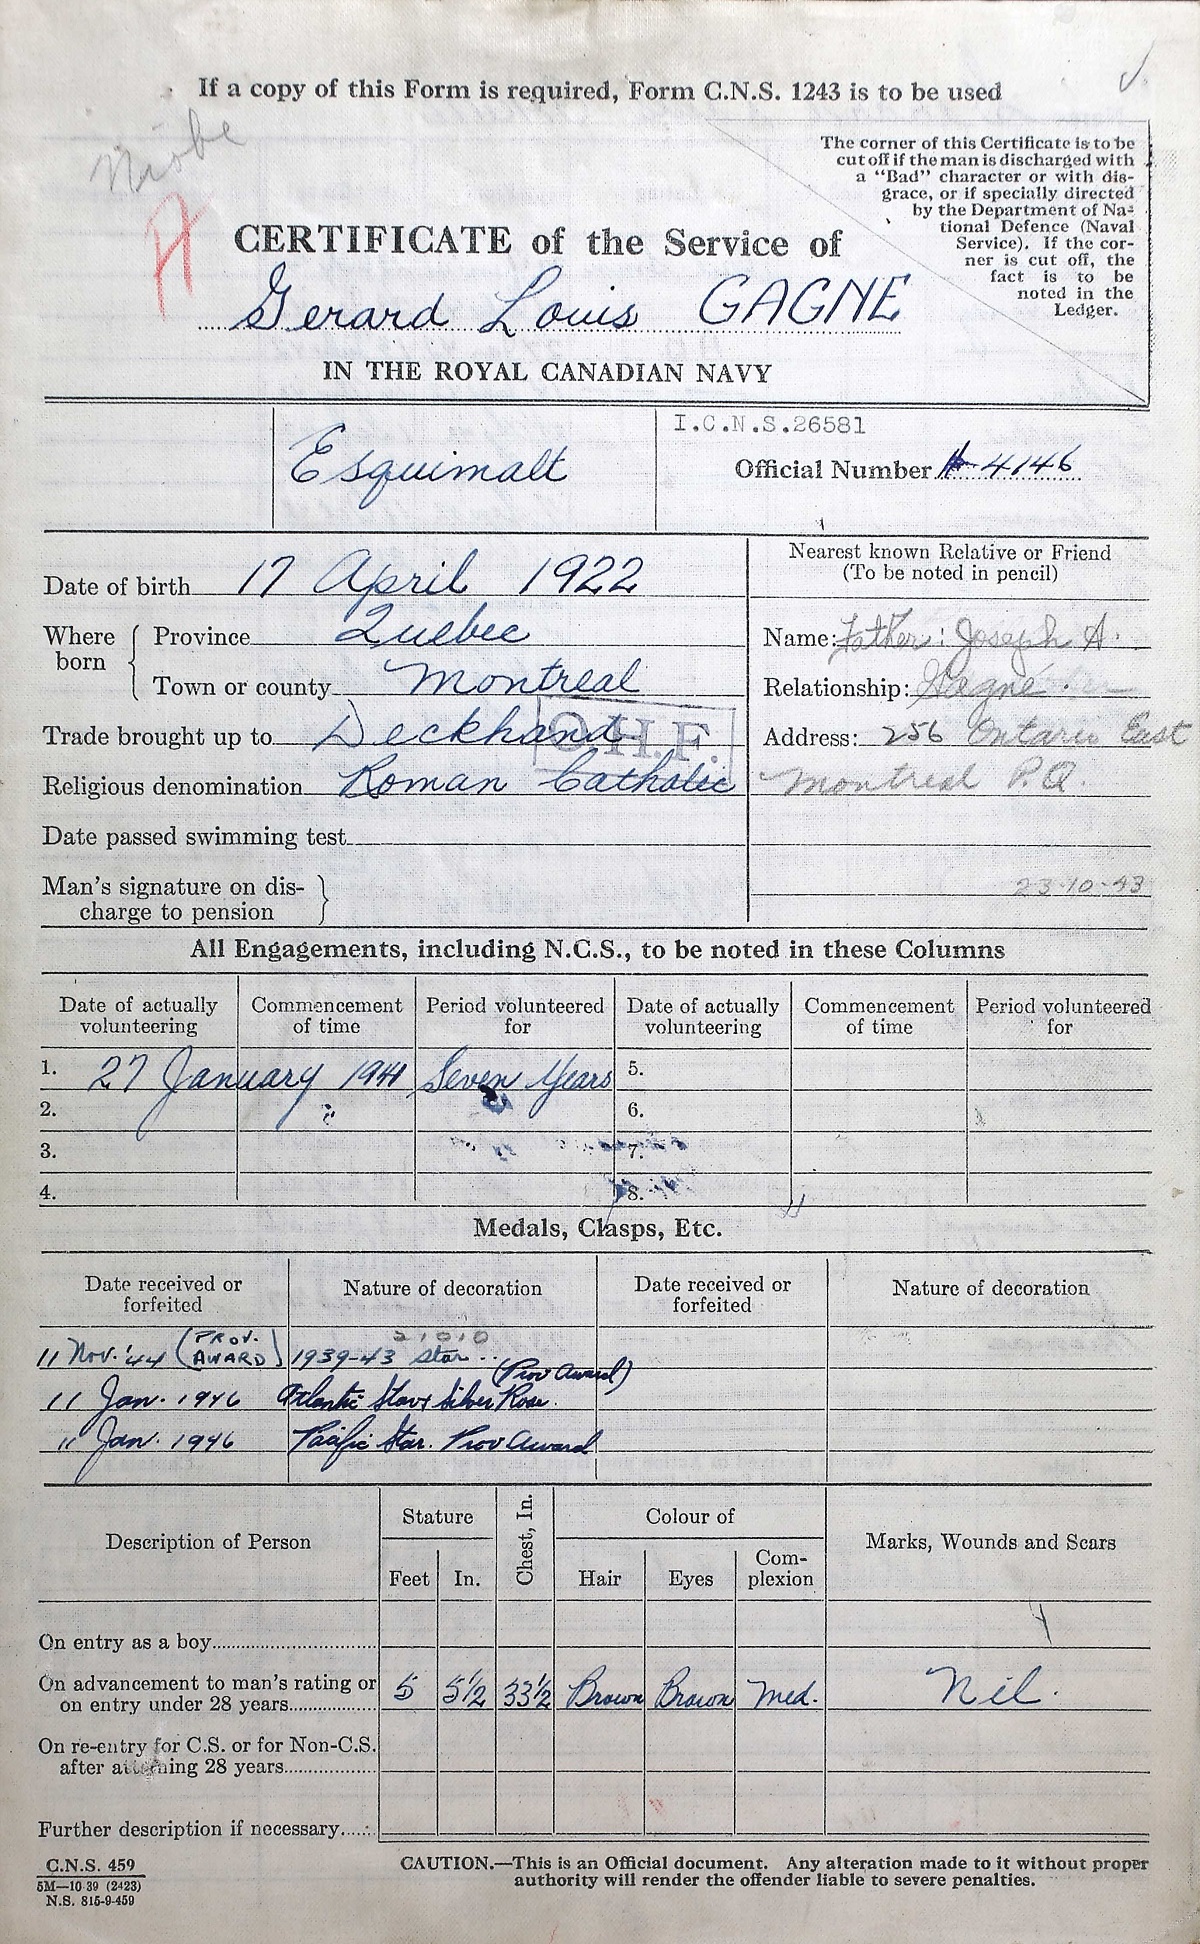 If a copy of this Form is required, Form C.N.S. 1243 is to be used
Niobe
The corner of this Certificate is to be
cut off if the man is discharged with
a "Bad" character or with dis-
grace, or if specially directed
by the Department of Na-
tional Defence (Naval
Service). If the cor-
ner is cut off, the
fact is to be
noted in the
Ledger.
CERTIFICATE of the Service of
Gerard Louis GAGNE
IN THE ROYAL CANADIAN NAVY
I.C.N.S.26581
Esquimalt
Official Number 4146
Nearest known Relative or Friend
(To be noted in pencil)
Date of birth 17 April 1922
Where born
Province Quebec
Name: Father: Joseph A.
Town or county Montreal
Relationship: Gagne.
Trade brought up to Deckhand
O.H.F.
Address: 256 Ontario East
Religious denomination Roman Catholic
Montreal P.Q.
Date passed swimming test
Man's signature on dis-
charge to pension
23-10-43
All Engagements, including N.C.S., to be noted in these Columns
Date of actually volunteering Commencement of time Period volunteered for Date of actually volunteering Commencement of time Period volunteered for
1. 27 January 1941 Seven Years 5.
2. 6.
3. 7.
4. 8.
Medals, Clasps, Etc.
Date received or forfeited Nature of decoration Date received or forfeited Nature of decoration
21010
11 Nov. '44 (PROV. AWARD) 1939-43 Star
(Prov Award)
11 Jan. 1946 Atlantic Star & Silver Rose.
" Jan. 1946 Pacific Star. Prov Award
Description of Person Stature Chest, In. Colour of Marks, Wounds and Scars
Feet In. Hair Eyes Com-plexion
On entry as a boy
On advancement to man's rating or
on entry under 28 years 5 5½ 33½ Brown Brown Med. Nil.
On re-entry for C.S. or for Non-C.S.
after attaining 28 years
Further description if necessary
C.N.S. 459
5M—10-39 (2423)
N.S. 815-9-459
CAUTION.—This is an Official document. Any alteration made to it without proper
authority will render the offender liable to severe penalties.